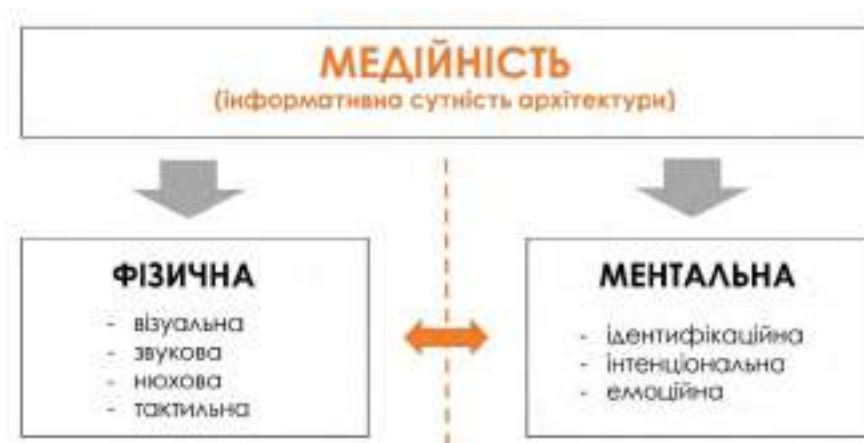 МЕДІЙНІСТЬ
(інформативна сутність архітектури)
ФІЗИЧНА
- візуальна
- звукова
- нюхова
- тактильна
МЕНТАЛЬНА
- ідентифікаційна
- інтенціональна
- емоційна